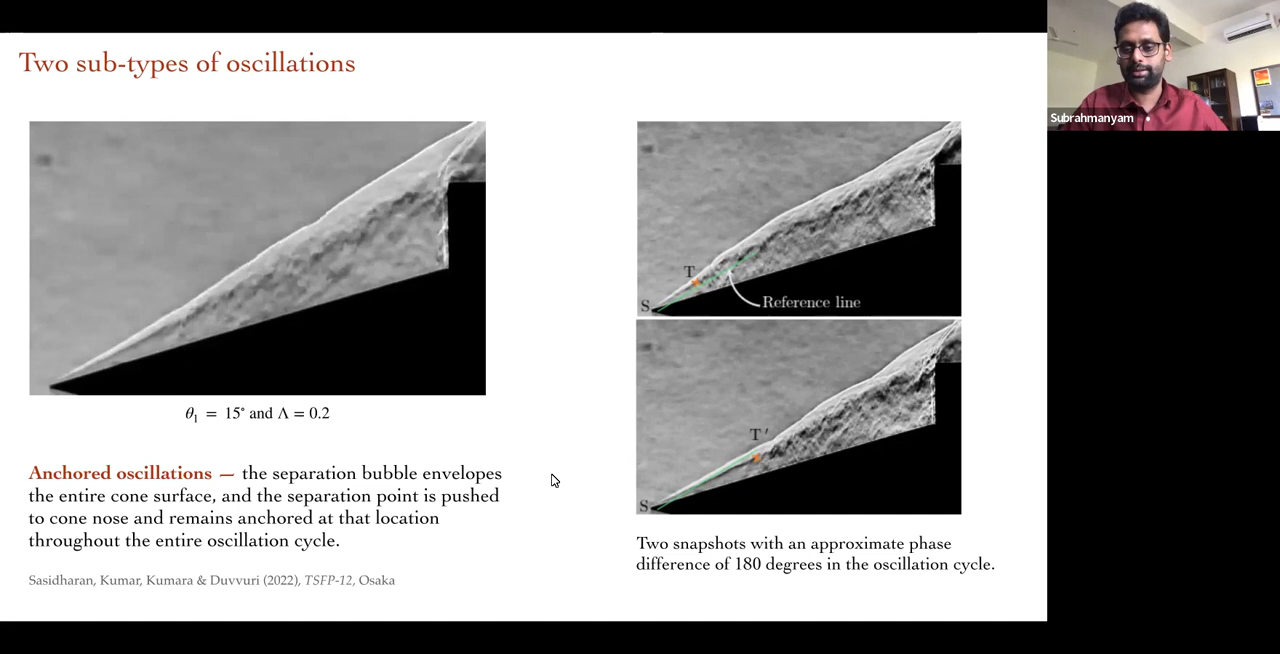 Two sub-types of oscillations
Subrahmanyam
T
S
Reference line
T′
S
θ₁ = 15° and Λ = 0.2
Anchored oscillations — the separation bubble envelopes
the entire cone surface, and the separation point is pushed
to cone nose and remains anchored at that location
throughout the entire oscillation cycle.
Sasidharan, Kumar, Kumara & Duvvuri (2022), TSFP-12, Osaka
Two snapshots with an approximate phase
difference of 180 degrees in the oscillation cycle.